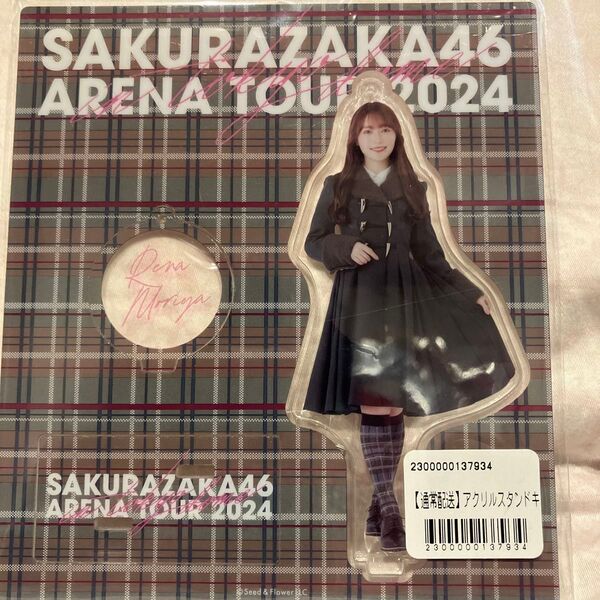 SAKURAZAKA46
ARENA TOUR 2024
Rena
Moriya
SAKURAZAKA46
ARENA TOUR 2024
2300000137934
【通常配送】アクリルスタンドキ
2300000137934
©Seed & Flower LLC